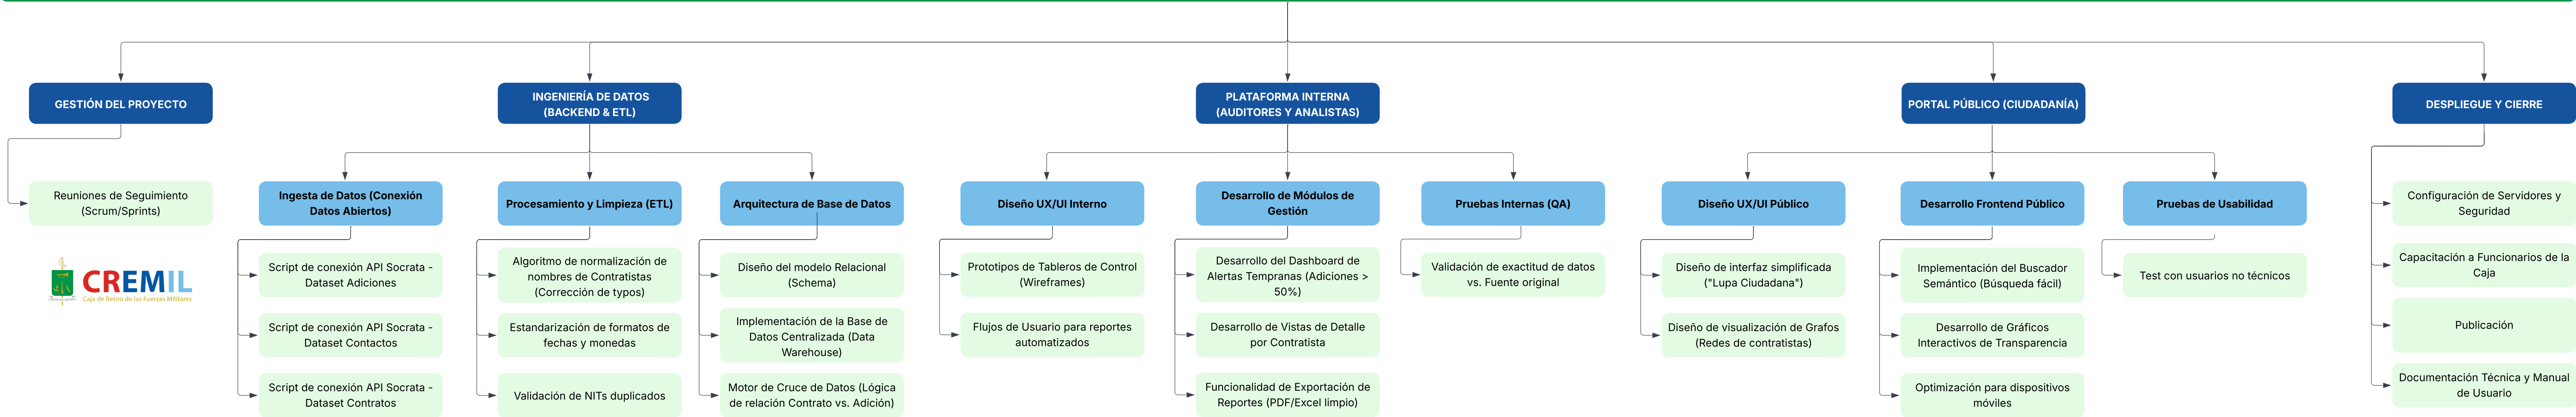 GESTIÓN DEL PROYECTO
Reuniones de Seguimiento
(Scrum/Sprints)
CREMIL
Caja de Retiro de las Fuerzas Militares
INGENIERÍA DE DATOS
(BACKEND & ETL)
Ingesta de Datos (Conexión
Datos Abiertos)
Script de conexión API Socrata -
Dataset Adiciones
Script de conexión API Socrata -
Dataset Contactos
Script de conexión API Socrata -
Dataset Contratos
Procesamiento y Limpieza (ETL)
Algoritmo de normalización de
nombres de Contratistas
(Corrección de typos)
Estandarización de formatos de
fechas y monedas
Validación de NITs duplicados
Arquitectura de Base de Datos
Diseño del modelo Relacional
(Schema)
Implementación de la Base de
Datos Centralizada (Data
Warehouse)
Motor de Cruce de Datos (Lógica
de relación Contrato vs. Adición)
PLATAFORMA INTERNA
(AUDITORES Y ANALISTAS)
Diseño UX/UI Interno
Prototipos de Tableros de Control
(Wireframes)
Flujos de Usuario para reportes
automatizados
Desarrollo de Módulos de
Gestión
Desarrollo del Dashboard de
Alertas Tempranas (Adiciones >
50%)
Desarrollo de Vistas de Detalle
por Contratista
Funcionalidad de Exportación de
Reportes (PDF/Excel limpio)
Pruebas Internas (QA)
Validación de exactitud de datos
vs. Fuente original
PORTAL PÚBLICO (CIUDADANÍA)
Diseño UX/UI Público
Diseño de interfaz simplificada
("Lupa Ciudadana")
Diseño de visualización de Grafos
(Redes de contratistas)
Desarrollo Frontend Público
Implementación del Buscador
Semántico (Búsqueda fácil)
Desarrollo de Gráficos
Interactivos de Transparencia
Optimización para dispositivos
móviles
Pruebas de Usabilidad
Test con usuarios no técnicos
DESPLIEGUE Y CIERRE
Configuración de Servidores y
Seguridad
Capacitación a Funcionarios de la
Caja
Publicación
Documentación Técnica y Manual
de Usuario